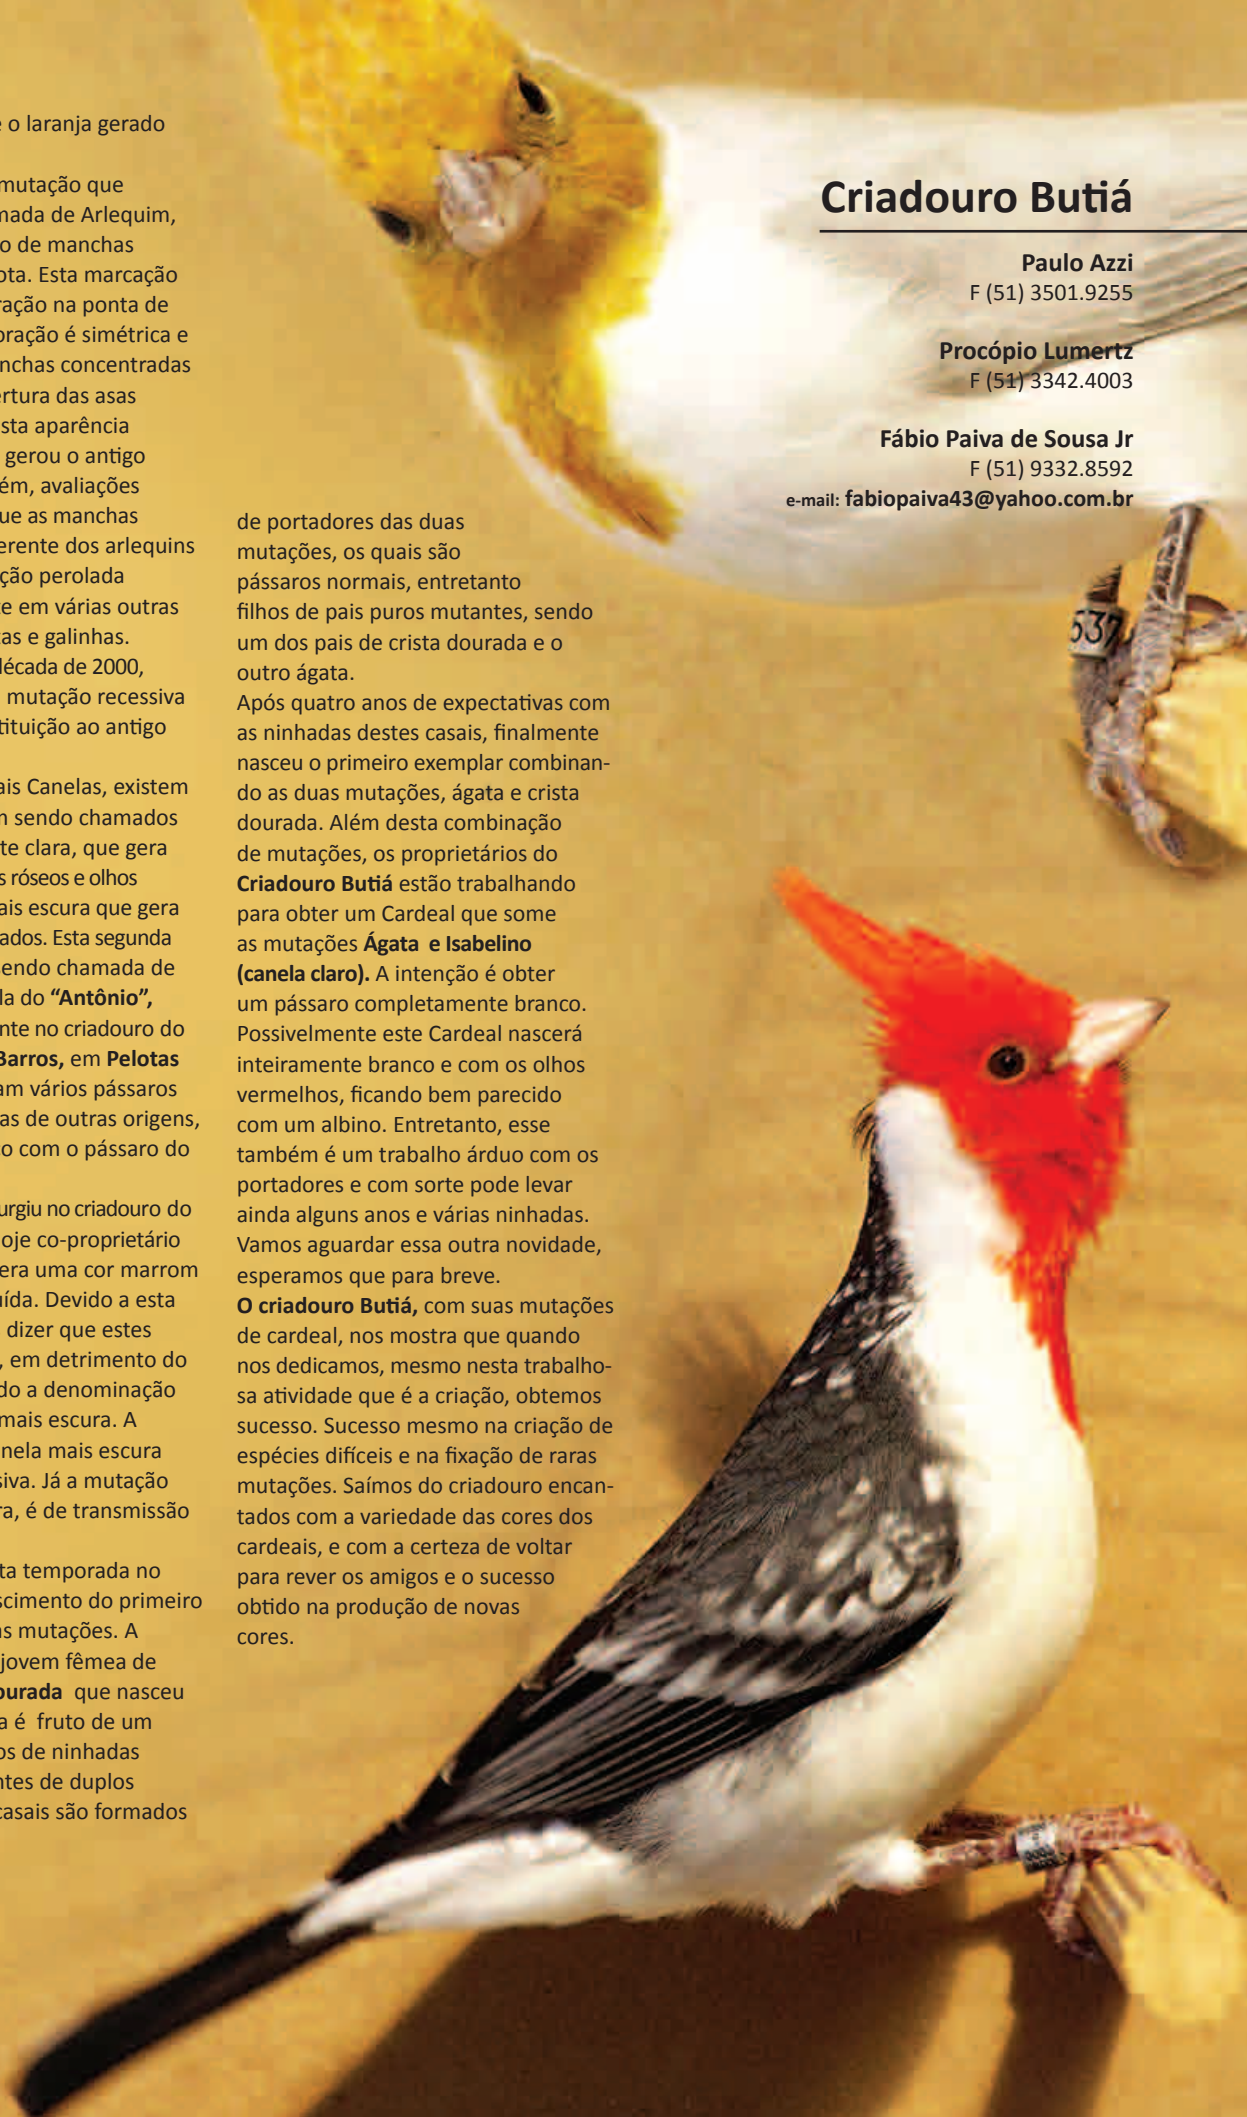 e o laranja gerado
mutação que
mada de Arlequim,
o de manchas
ota. Esta marcação
ração na ponta de
oração é simétrica e
nchas concentradas
ertura das asas
sta aparência
gerou o antigo
ém, avaliações
ue as manchas
erente dos arlequins
ção perolada
te em várias outras
tas e galinhas.
década de 2000,
mutação recessiva
tituição ao antigo
ais Canelas, existem
m sendo chamados
te clara, que gera
s róseos e olhos
ais escura que gera
ados. Esta segunda
sendo chamada de
la do “Antônio”,
nte no criadouro do
Barros, em Pelotas
am vários pássaros
as de outras origens,
o com o pássaro do
urgiu no criadouro do
oje co-proprietário
era uma cor marrom
uída. Devido a esta
dizer que estes
, em detrimento do
do a denominação
mais escura. A
nela mais escura
siva. Já a mutação
ra, é de transmissão
ta temporada no
scimento do primeiro
as mutações. A
jovem fêmea de
ourada que nasceu
a é fruto de um
os de ninhadas
ntes de duplos
casais são formados
de portadores das duas
mutações, os quais são
pássaros normais, entretanto
filhos de pais puros mutantes, sendo
um dos pais de crista dourada e o
outro ágata.
Após quatro anos de expectativas com
as ninhadas destes casais, finalmente
nasceu o primeiro exemplar combinan-
do as duas mutações, ágata e crista
dourada. Além desta combinação
de mutações, os proprietários do
Criadouro Butiá estão trabalhando
para obter um Cardeal que some
as mutações Ágata e Isabelino
(canela claro). A intenção é obter
um pássaro completamente branco.
Possivelmente este Cardeal nascerá
inteiramente branco e com os olhos
vermelhos, ficando bem parecido
com um albino. Entretanto, esse
também é um trabalho árduo com os
portadores e com sorte pode levar
ainda alguns anos e várias ninhadas.
Vamos aguardar essa outra novidade,
esperamos que para breve.
O criadouro Butiá, com suas mutações
de cardeal, nos mostra que quando
nos dedicamos, mesmo nesta trabalho-
sa atividade que é a criação, obtemos
sucesso. Sucesso mesmo na criação de
espécies difíceis e na fixação de raras
mutações. Saímos do criadouro encan-
tados com a variedade das cores dos
cardeais, e com a certeza de voltar
para rever os amigos e o sucesso
obtido na produção de novas
cores.
Criadouro Butiá
Paulo Azzi
F (51) 3501.9255
Procópio Lumertz
F (51) 3342.4003
Fábio Paiva de Sousa Jr
F (51) 9332.8592
e-mail: fabiopaiva43@yahoo.com.br
537